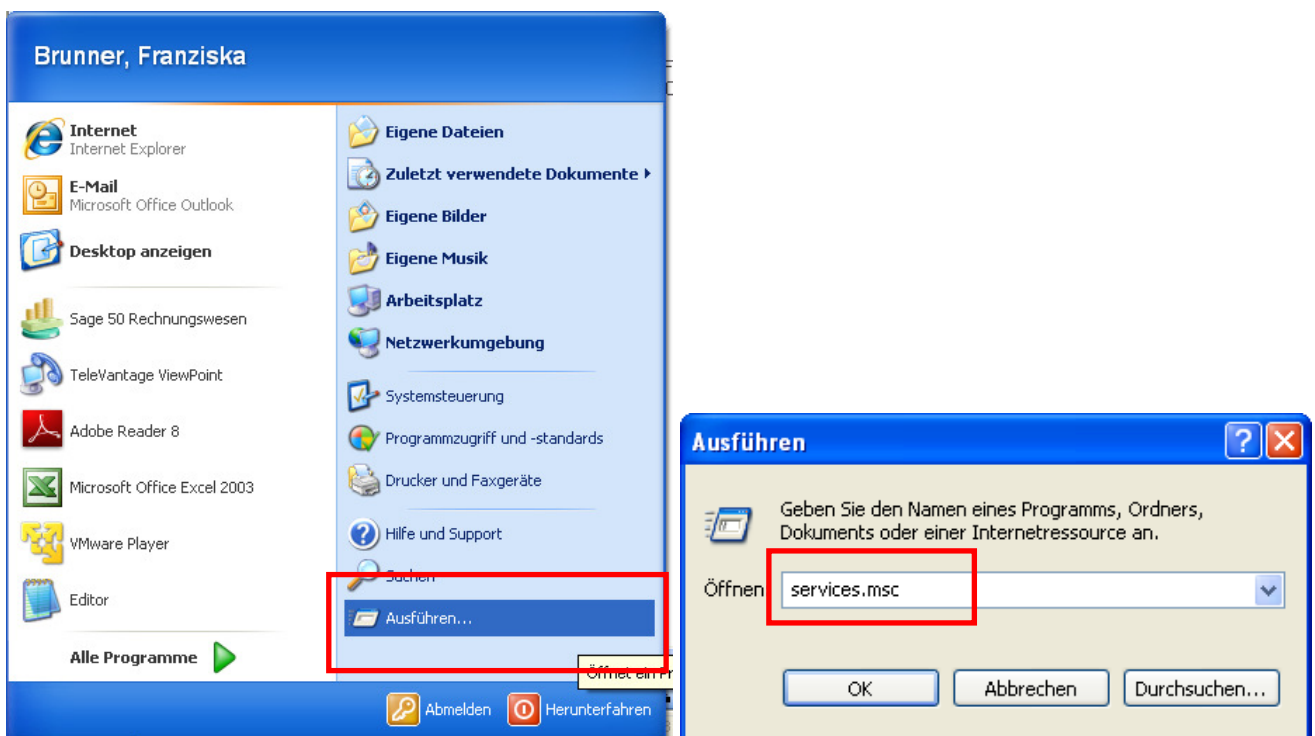 Brunner, Franziska
Internet
Internet Explorer
E-Mail
Microsoft Office Outlook
Desktop anzeigen
Sage 50 Rechnungswesen
TeleVantage ViewPoint
Adobe Reader 8
Microsoft Office Excel 2003
VMware Player
Editor
Alle Programme
Eigene Dateien
Zuletzt verwendete Dokumente
Eigene Bilder
Eigene Musik
Arbeitsplatz
Netzwerkumgebung
Systemsteuerung
Programmzugriff und -standards
Drucker und Faxgeräte
Hilfe und Support
Suchen
Ausführen...
Öffnet ein Pr
Abmelden
Herunterfahren
Ausführen
Geben Sie den Namen eines Programms, Ordners,
Dokuments oder einer Internetressource an.
Öffnen
services.msc
OK
Abbrechen
Durchsuchen...